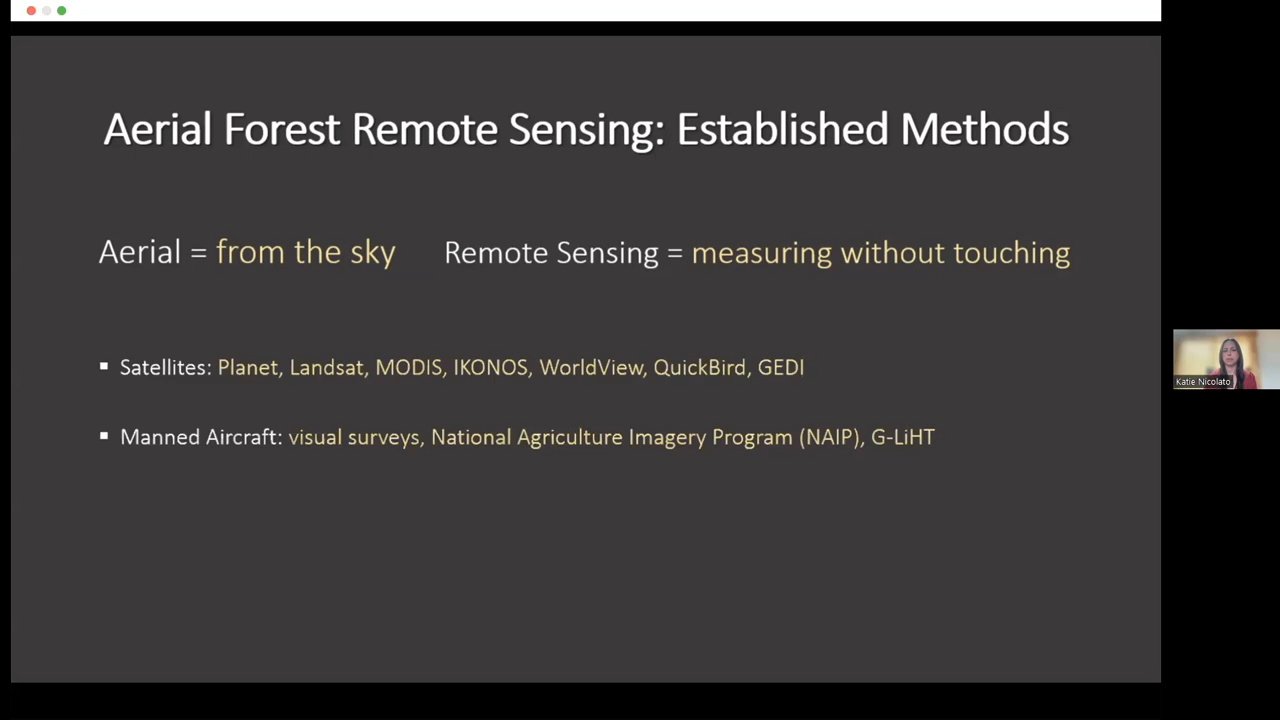 Aerial Forest Remote Sensing: Established Methods
Aerial = from the sky Remote Sensing = measuring without touching
▪ Satellites: Planet, Landsat, MODIS, IKONOS, WorldView, QuickBird, GEDI
▪ Manned Aircraft: visual surveys, National Agriculture Imagery Program (NAIP), G-LiHT
Katie Nicolato